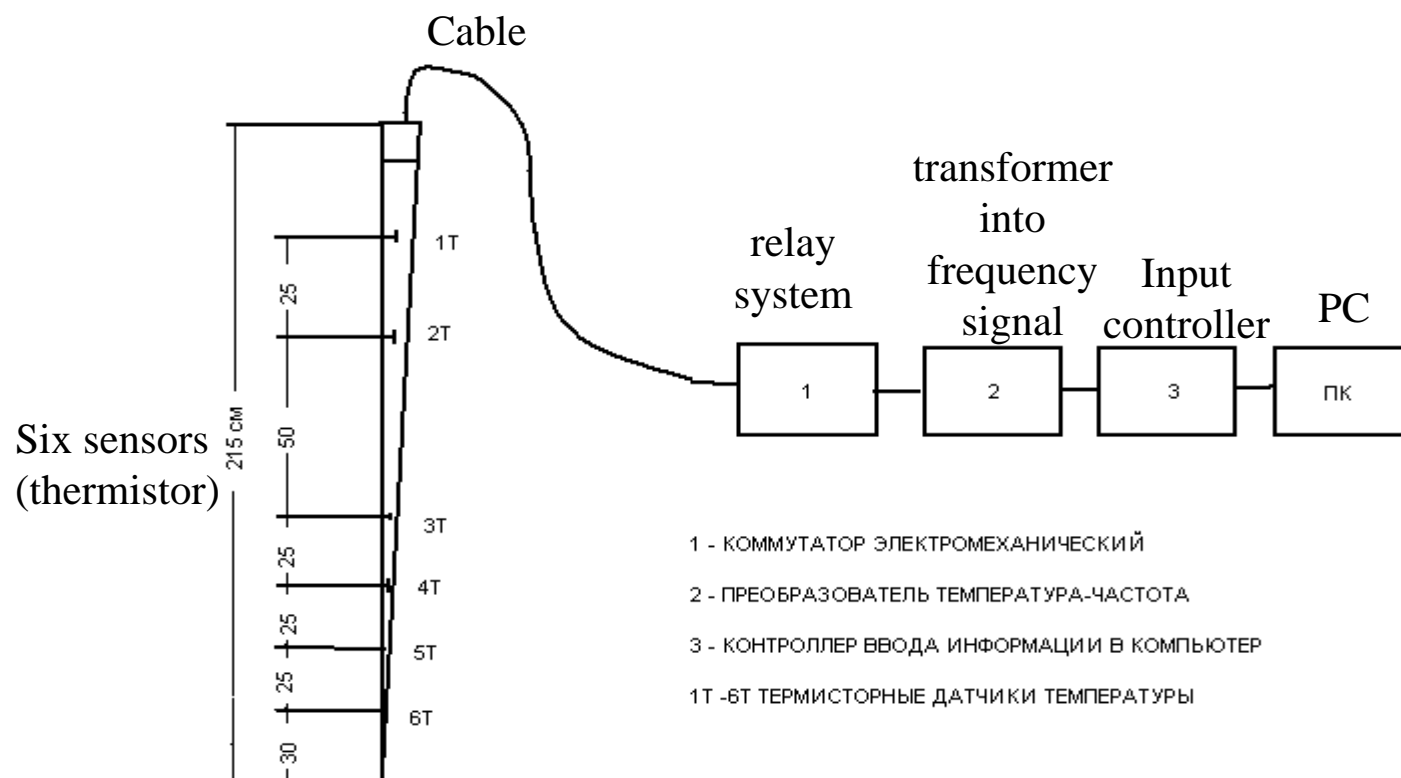 Cable
transformer
into
frequency
signal
relay
system
Input
controller
PC
1T
25
2T
1
2
3
ПК
Six sensors
(thermistor)
215 см
50
3T
25
4T
25
5T
25
6T
30
1 - КОММУТАТОР ЭЛЕКТРОМЕХАНИЧЕСКИЙ
2 - ПРЕОБРАЗОВАТЕЛЬ ТЕМПЕРАТУРА-ЧАСТОТА
3 - КОНТРОЛЛЕР ВВОДА ИНФОРМАЦИИ В КОМПЬЮТЕР
1Т -6Т ТЕРМИСТОРНЫЕ ДАТЧИКИ ТЕМПЕРАТУРЫ